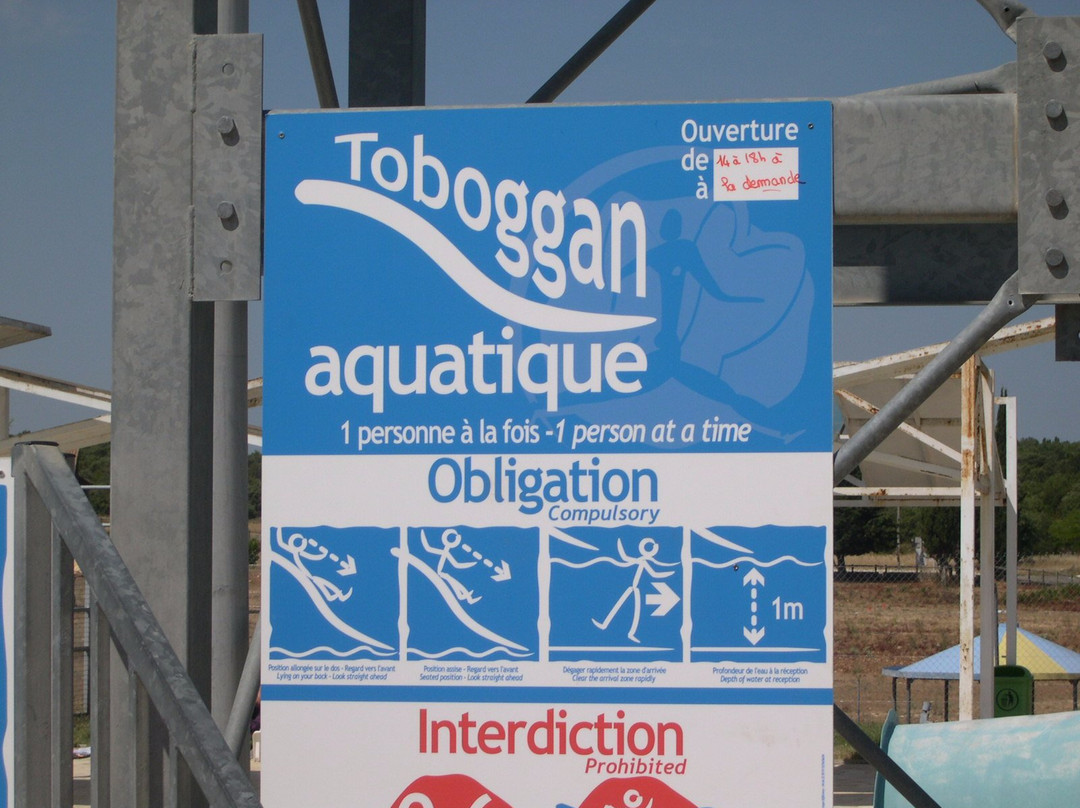 Toboggan
aquatique
Ouverture
de 14 à 18h à
à la demande
1 personne à la fois - 1 person at a time
Obligation
Compulsory
1m
Position allongée sur le dos - Regard vers l'avant
Lying on your back - Look straight ahead
Position assise - Regard vers l'avant
Seated position - Look straight ahead
Dégager rapidement la zone d'arrivée
Clear the arrival zone rapidly
Profondeur de l'eau à la réception
Depth of water at reception
Interdiction
Prohibited